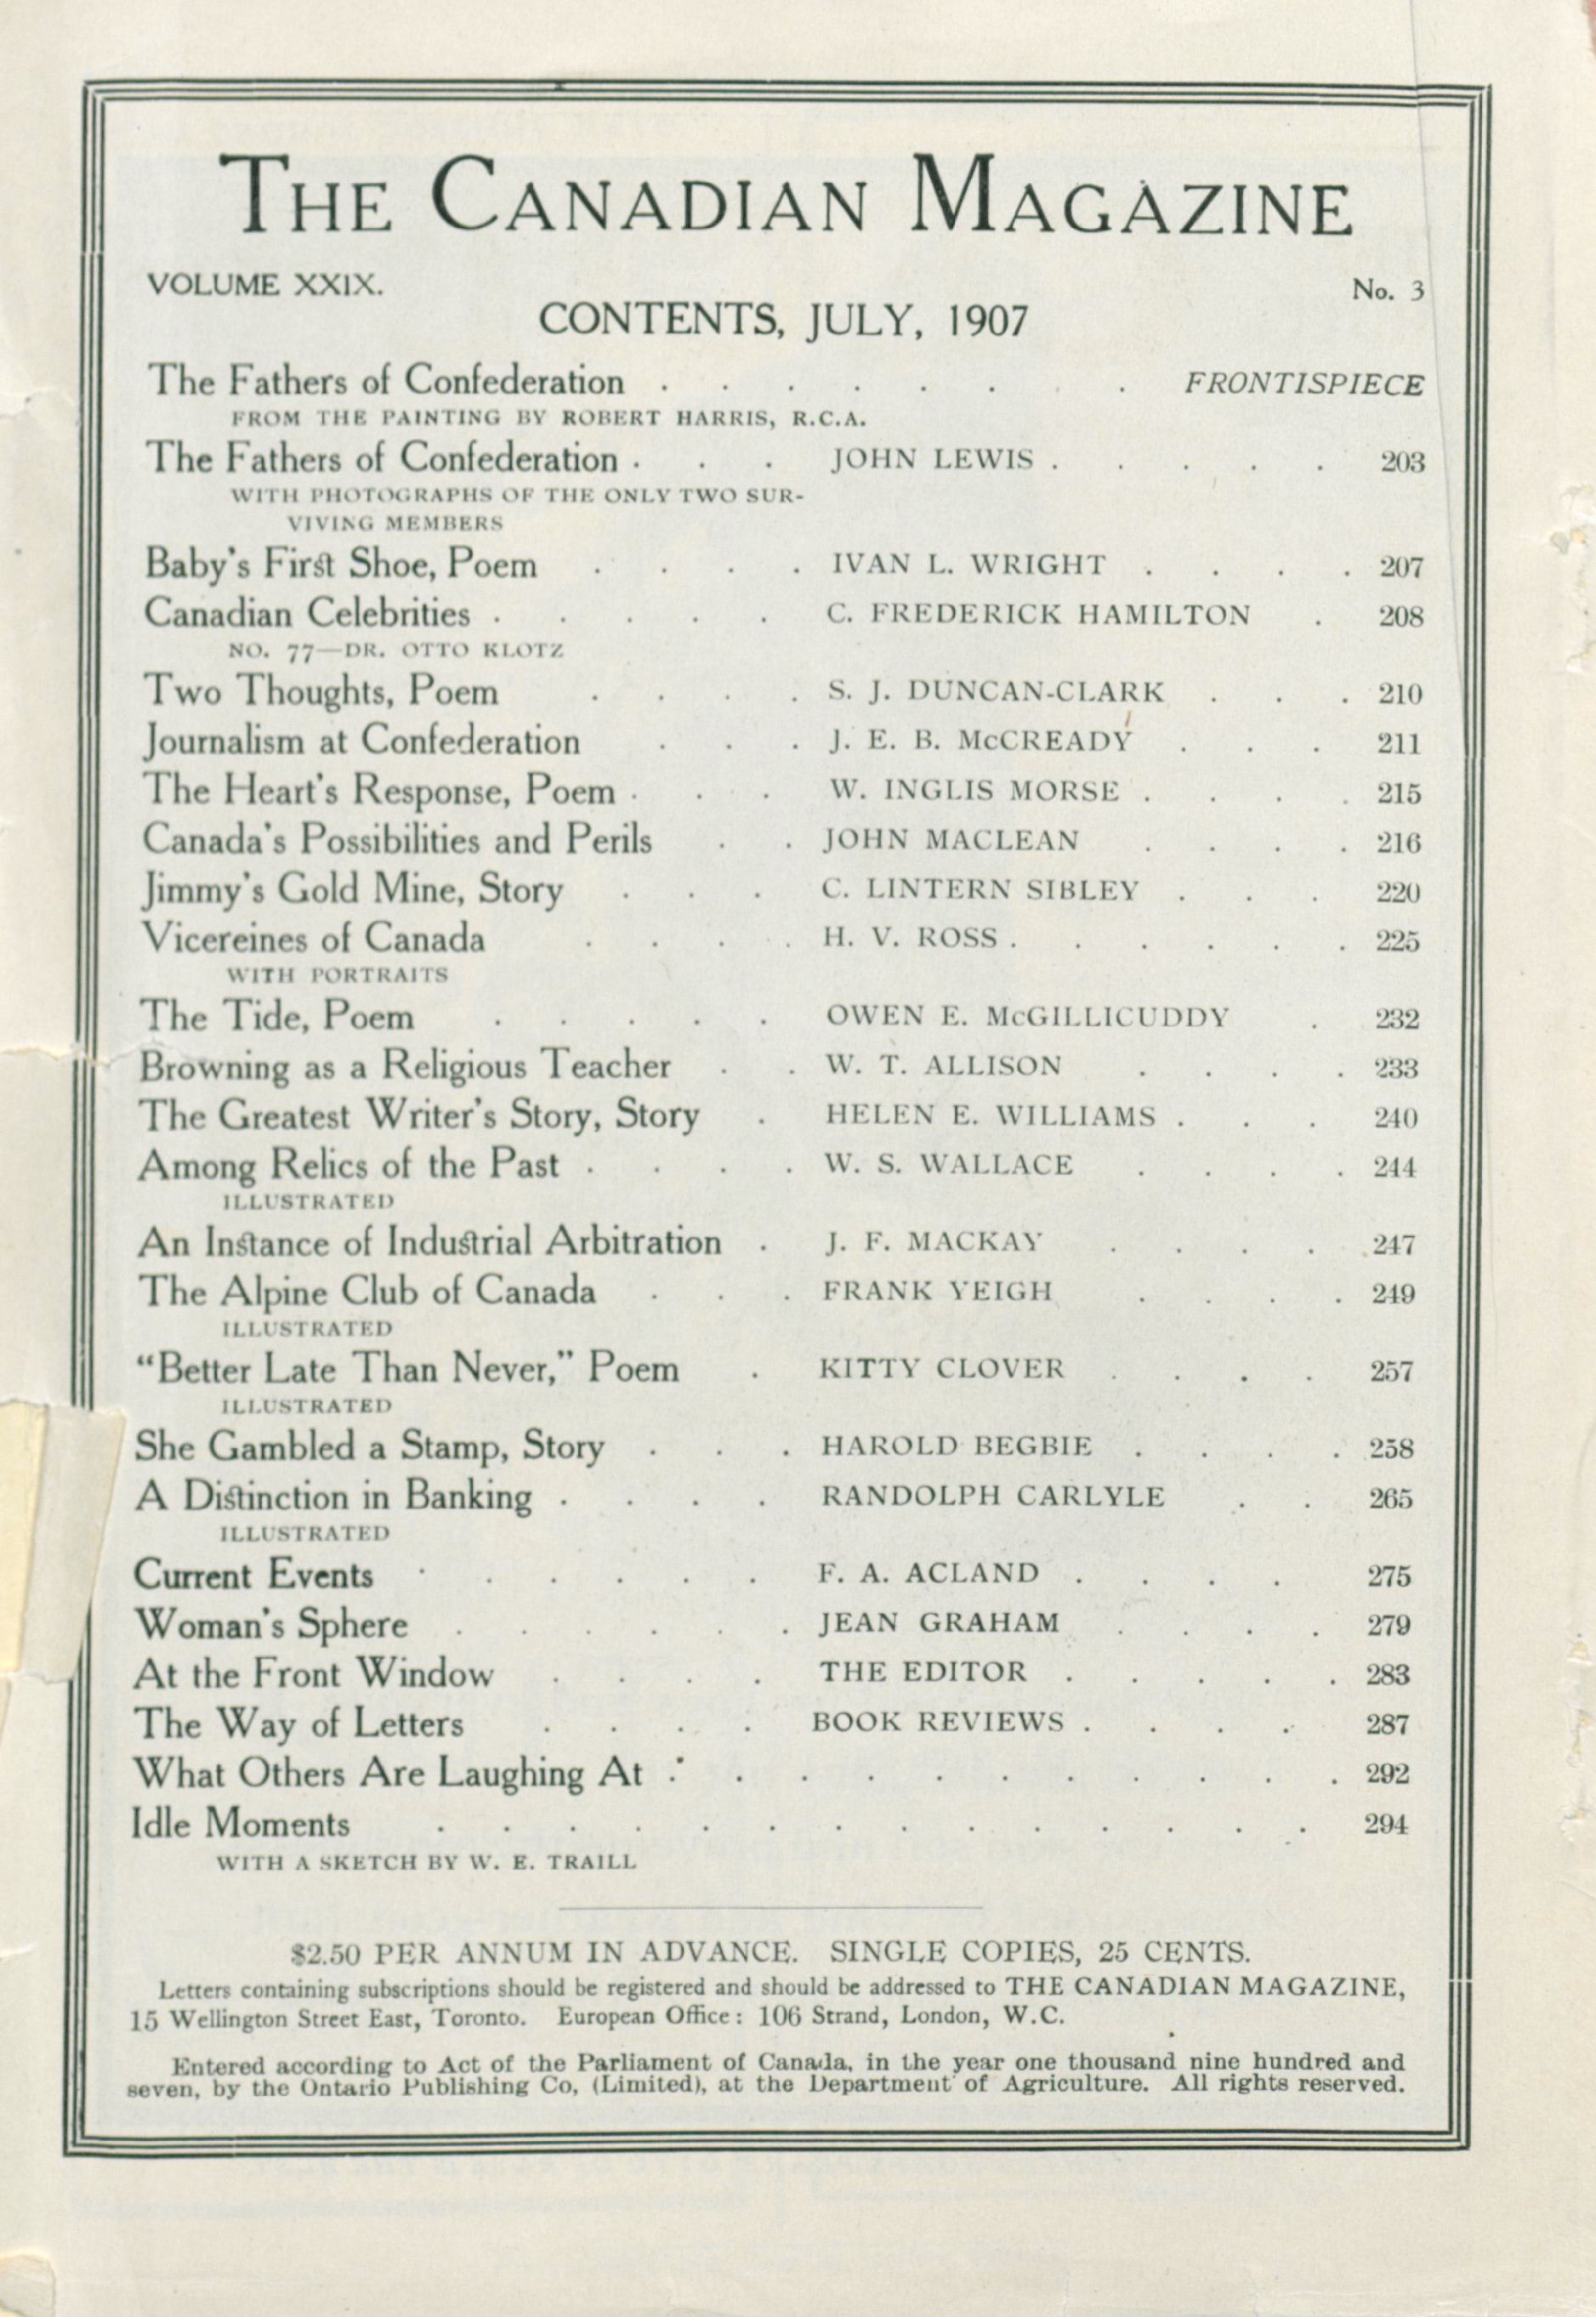 THE CANADIAN MAGAZINE
VOLUME XXIX. No. 3
CONTENTS, JULY, 1907
The Fathers of Confederation . . . . . . . . FRONTISPIECE
FROM THE PAINTING BY ROBERT HARRIS, R.C.A.
The Fathers of Confederation . . . JOHN LEWIS . . . . . 203
WITH PHOTOGRAPHS OF THE ONLY TWO SUR-
VIVING MEMBERS
Baby's First Shoe, Poem . . . . IVAN L. WRIGHT . . . . 207
Canadian Celebrities . . . . . C. FREDERICK HAMILTON . 208
NO. 77—DR. OTTO KLOTZ
Two Thoughts, Poem . . . . S. J. DUNCAN-CLARK . . . 210
Journalism at Confederation . . . J. E. B. McCREADY . . . 211
The Heart's Response, Poem . . . W. INGLIS MORSE . . . . 215
Canada's Possibilities and Perils . . JOHN MACLEAN . . . . 216
Jimmy's Gold Mine, Story . . . C. LINTERN SIBLEY . . . 220
Vicereines of Canada . . . . H. V. ROSS . . . . . . 225
WITH PORTRAITS
The Tide, Poem . . . . . OWEN E. McGILLICUDDY . 232
Browning as a Religious Teacher . . W. T. ALLISON . . . . 233
The Greatest Writer's Story, Story . HELEN E. WILLIAMS . . . 240
Among Relics of the Past . . . . W. S. WALLACE . . . . 244
ILLUSTRATED
An Instance of Industrial Arbitration . J. F. MACKAY . . . . 247
The Alpine Club of Canada . . . FRANK YEIGH . . . . 249
ILLUSTRATED
"Better Late Than Never," Poem . KITTY CLOVER . . . . 257
ILLUSTRATED
She Gambled a Stamp, Story . . . HAROLD BEGBIE . . . . 258
A Distinction in Banking . . . . RANDOLPH CARLYLE . . 265
ILLUSTRATED
Current Events . . . . . . F. A. ACLAND . . . . 275
Woman's Sphere . . . . . . JEAN GRAHAM . . . . 279
At the Front Window . . . . THE EDITOR . . . . . 283
The Way of Letters . . . . BOOK REVIEWS . . . . 287
What Others Are Laughing At . . . . . . . . . . . 292
Idle Moments . . . . . . . . . . . . . . 294
WITH A SKETCH BY W. E. TRAILL
$2.50 PER ANNUM IN ADVANCE. SINGLE COPIES, 25 CENTS.
Letters containing subscriptions should be registered and should be addressed to THE CANADIAN MAGAZINE,
15 Wellington Street East, Toronto. European Office: 106 Strand, London, W.C.
Entered according to Act of the Parliament of Canada, in the year one thousand nine hundred and
seven, by the Ontario Publishing Co, (Limited), at the Department of Agriculture. All rights reserved.